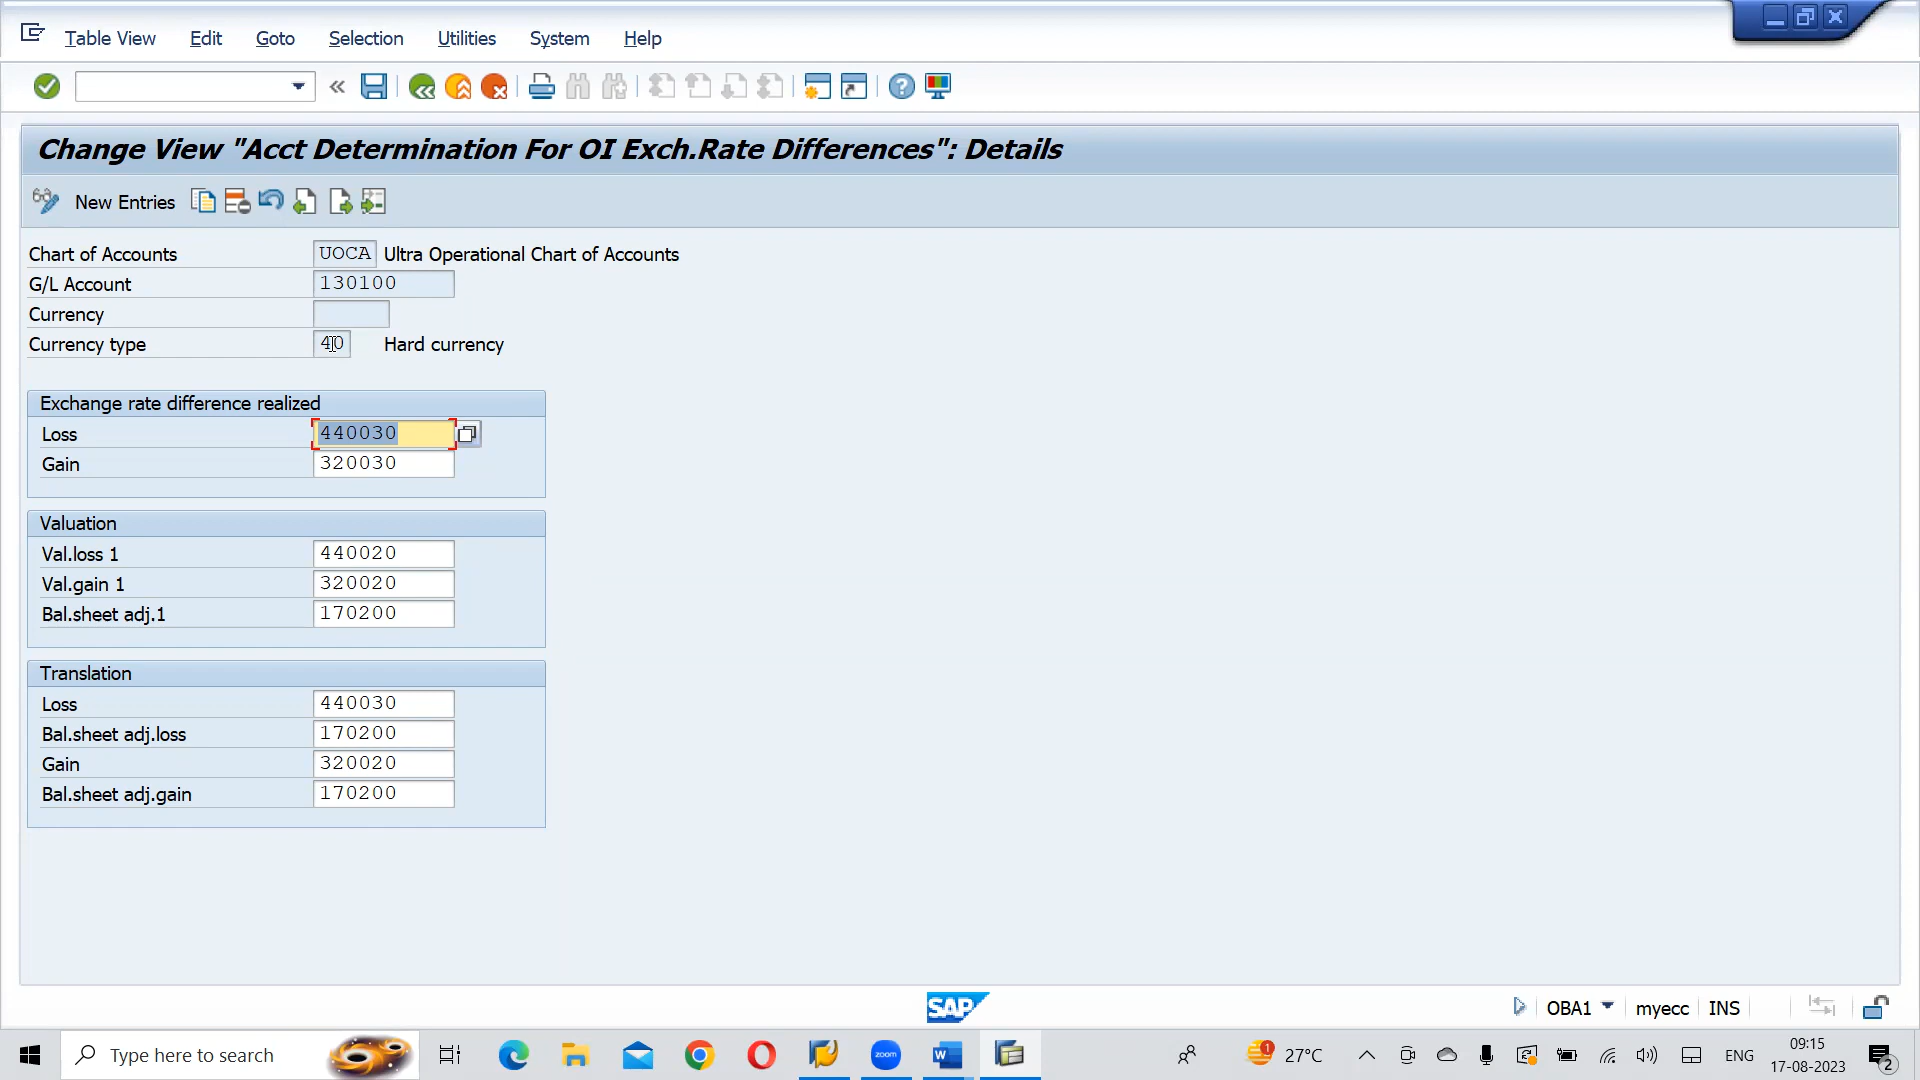 Table View Edit Goto Selection Utilities System Help
Change View "Acct Determination For OI Exch.Rate Differences": Details
New Entries
Chart of Accounts UOCA Ultra Operational Chart of Accounts
G/L Account 130100
Currency
Currency type 40 Hard currency
Exchange rate difference realized
Loss 440030
Gain 320030
Valuation
Val.loss 1 440020
Val.gain 1 320020
Bal.sheet adj.1 170200
Translation
Loss 440030
Bal.sheet adj.loss 170200
Gain 320020
Bal.sheet adj.gain 170200
SAP OBA1 myecc INS
Type here to search zoom W 1 27°C ENG 09:15
17-08-2023 2